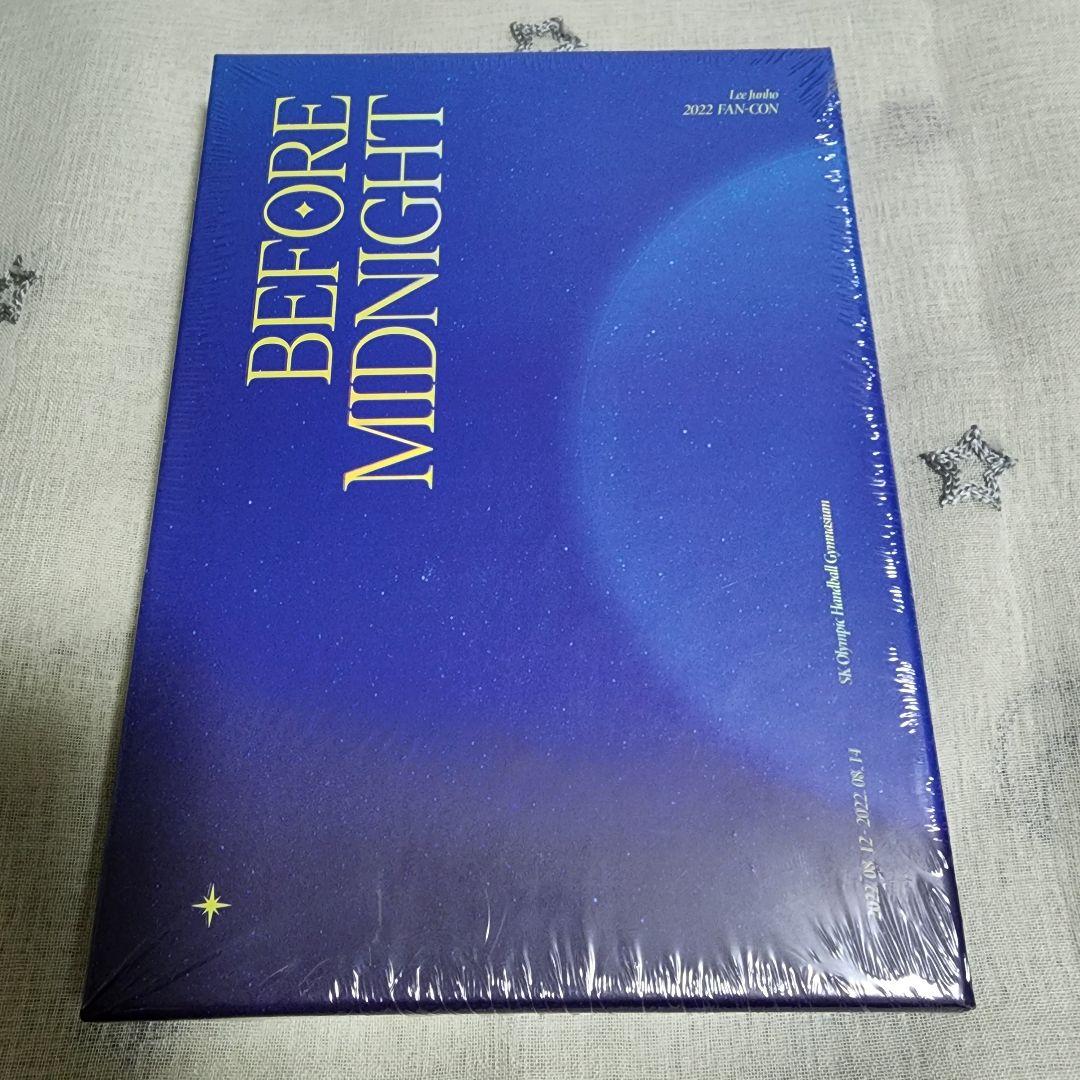 BEFORE
MIDNIGHT
Lee Junho
2022 FAN-CON
SK Olympic Handball Gymnasium
2022. 08. 12 - 2022. 08. 14